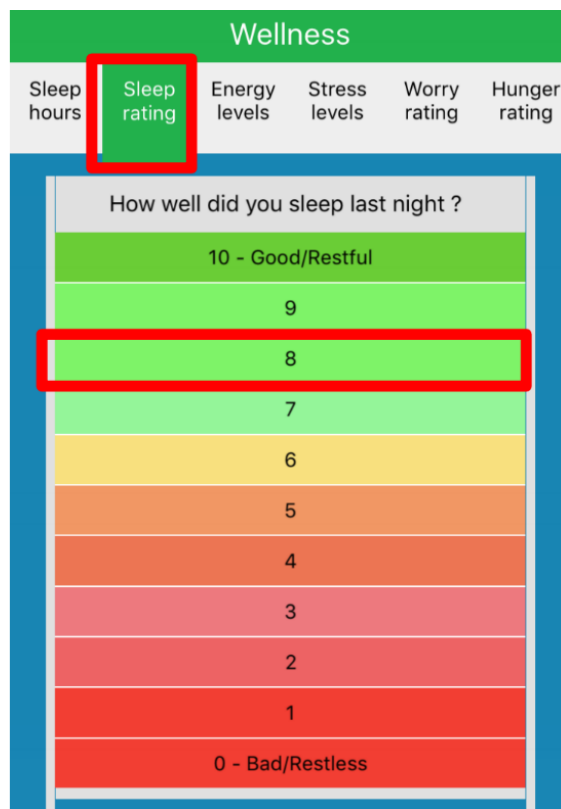 Wellness
Sleep hours
Sleep rating
Energy levels
Stress levels
Worry rating
Hunger rating
How well did you sleep last night ?
10 - Good/Restful
9
8
7
6
5
4
3
2
1
0 - Bad/Restless